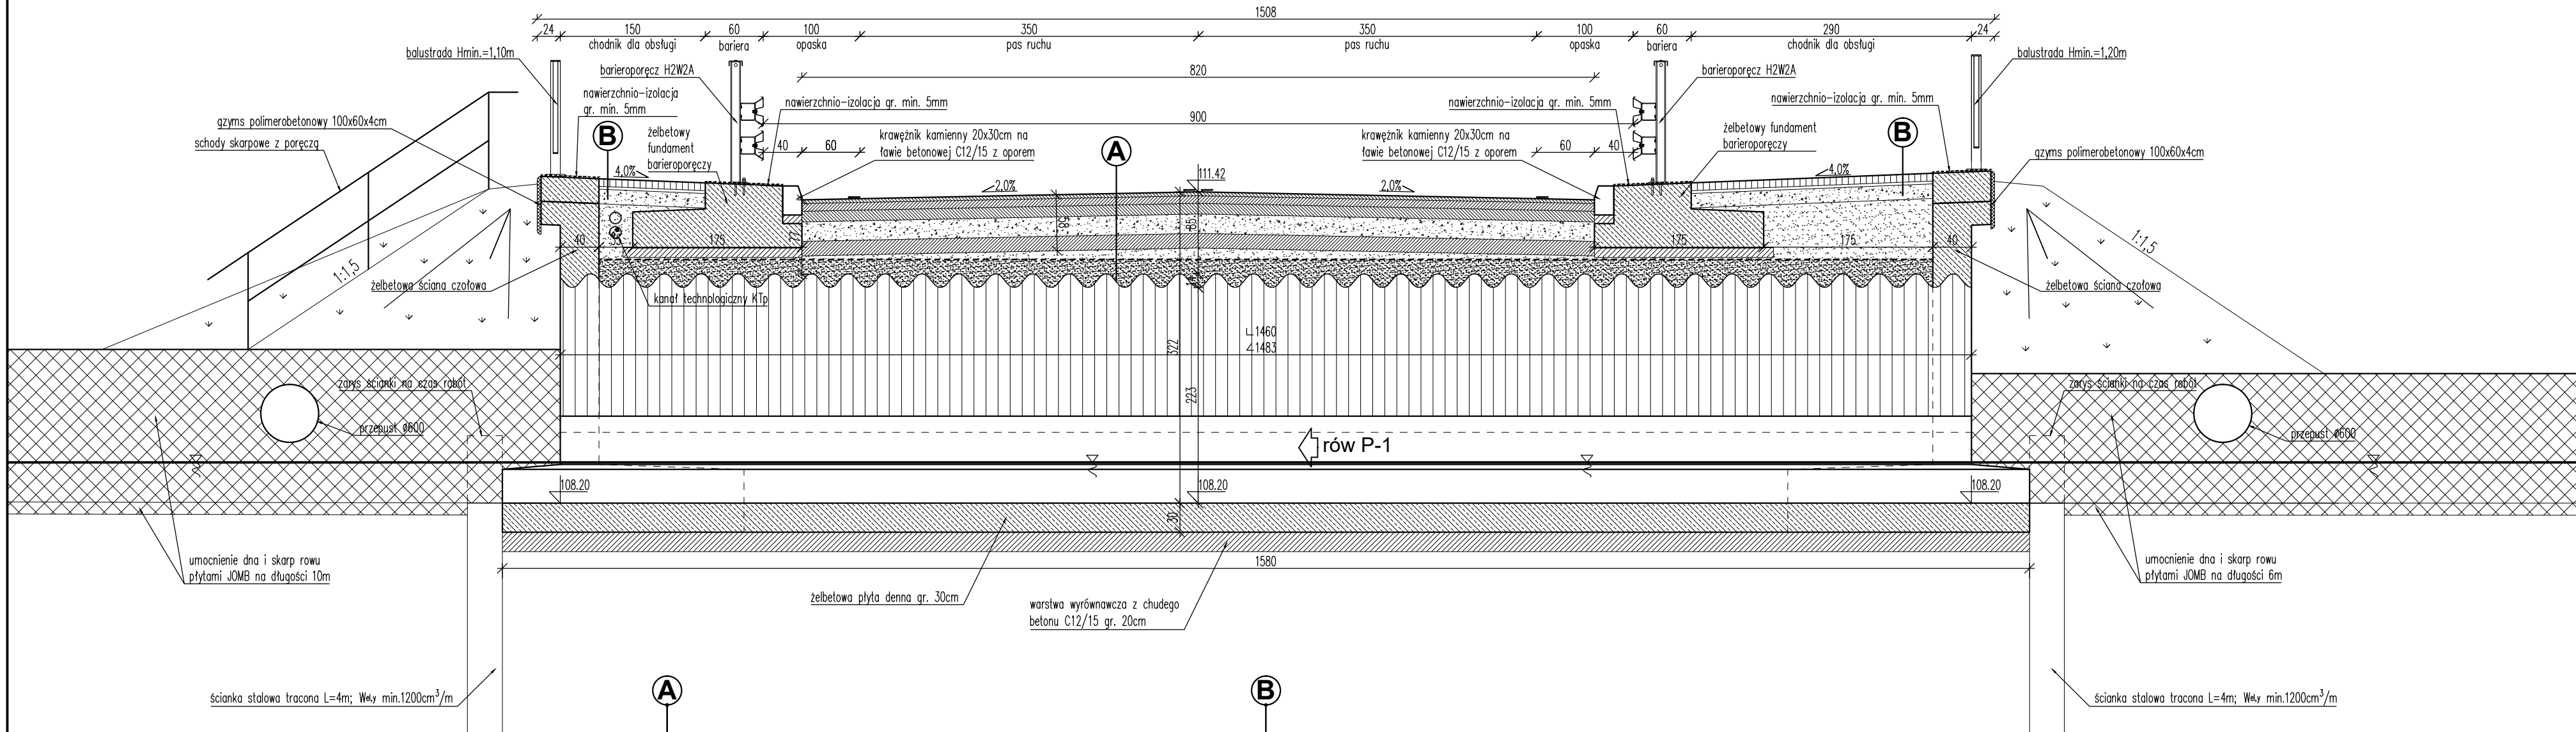 1508
24 150 60 100 350 350 100 60 290 24
chodnik dla obsługi bariera opaska pas ruchu pas ruchu opaska bariera chodnik dla obsługi
balustrada Hmin.=1,10m
balustrada Hmin.=1,20m
barieroporęcz H2W2A
820
barieroporęcz H2W2A
nawierzchnio-izolacja
gr. min. 5mm
nawierzchnio-izolacja gr. min. 5mm
nawierzchnio-izolacja gr. min. 5mm
nawierzchnio-izolacja gr. min. 5mm
900
gzyms polimerobetonowy 100x60x4cm
schody skarpowe z poręczą
B
żelbetowy
fundament
barieroporęczy
40 60
krawężnik kamienny 20x30cm na
ławie betonowej C12/15 z oporem
A
krawężnik kamienny 20x30cm na
ławie betonowej C12/15 z oporem
60 40
żelbetowy fundament
barieroporęczy
B
gzyms polimerobetonowy 100x60x4cm
4,0%
2,0%
111.42
2,0%
4,0%
40 175 77 175 175 40
1:1,5
1:1,5
żelbetowa ściana czołowa
kanał technologiczny KTp
żelbetowa ściana czołowa
1460
1483
322
223
zarys ścianki na czas robót
zarys ścianki na czas robót
przepust ø600
przepust ø600
rów P-1
108.20
108.20
108.20
30
1580
umocnienie dna i skarp rowu
płytami JOMB na długości 10m
umocnienie dna i skarp rowu
płytami JOMB na długości 6m
żelbetowa płyta denna gr. 30cm
warstwa wyrównawcza z chudego
betonu C12/15 gr. 20cm
ścianka stalowa tracona L=4m; Wel,y min.1200cm³/m
A
B
ścianka stalowa tracona L=4m; Wel,y min.1200cm³/m